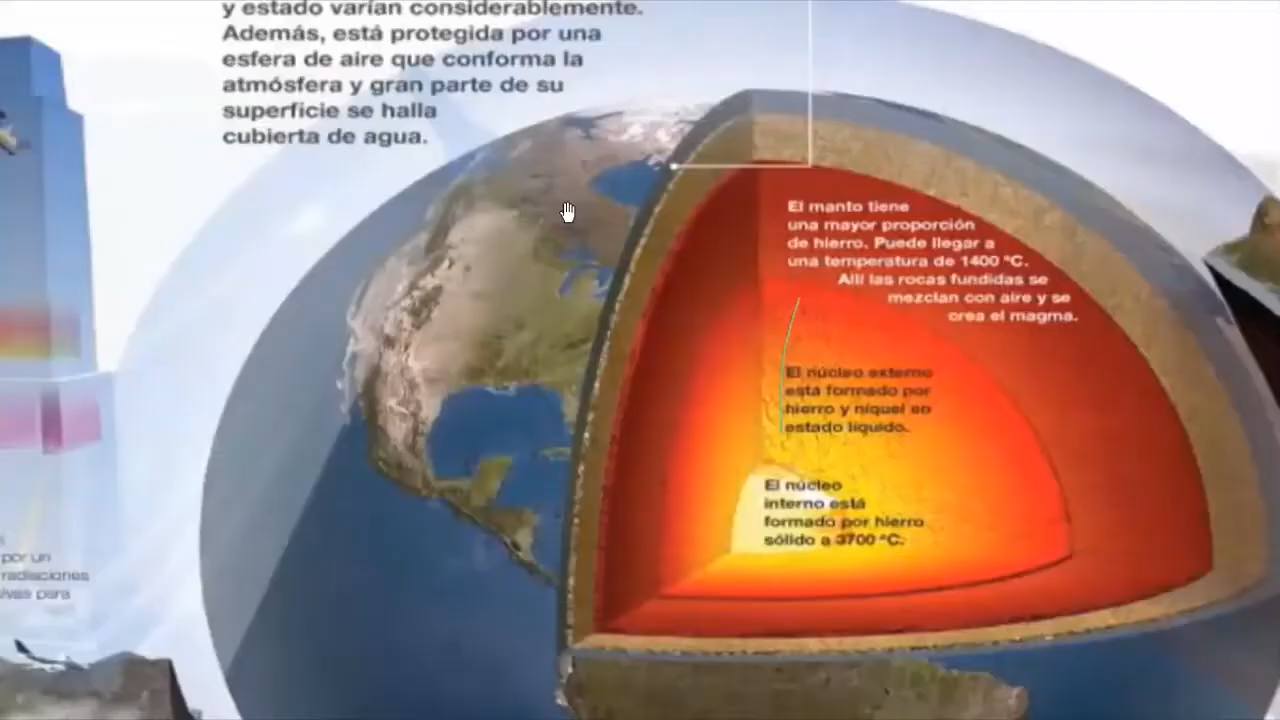 y estado varían considerablemente.
Además, está protegida por una
esfera de aire que conforma la
atmósfera y gran parte de su
superficie se halla
cubierta de agua.
El manto tiene
una mayor proporción
de hierro. Puede llegar a
una temperatura de 1400 ºC.
Allí las rocas fundidas se
mezclan con aire y se
crea el magma.
El núcleo externo
está formado por
hierro y níquel en
estado líquido.
El núcleo
interno está
formado por hierro
sólido a 3700 ºC.
por un
radiaciones
para